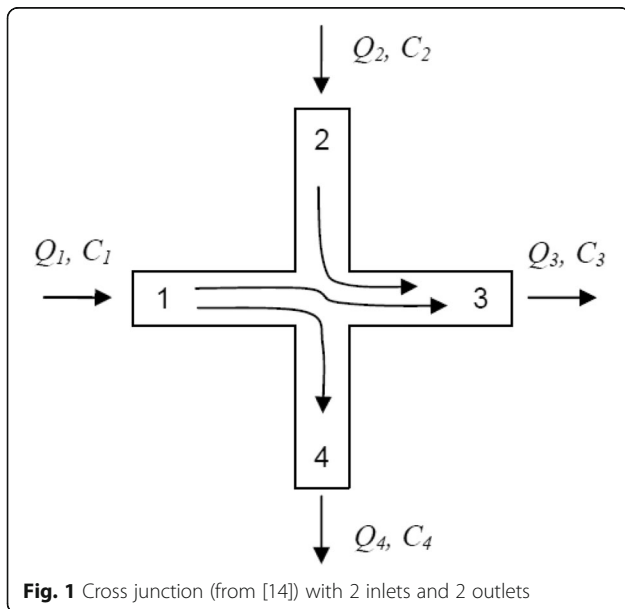 Q2, C2
2
Q1, C1
1
3
Q3, C3
4
Q4, C4
Fig. 1 Cross junction (from [14]) with 2 inlets and 2 outlets